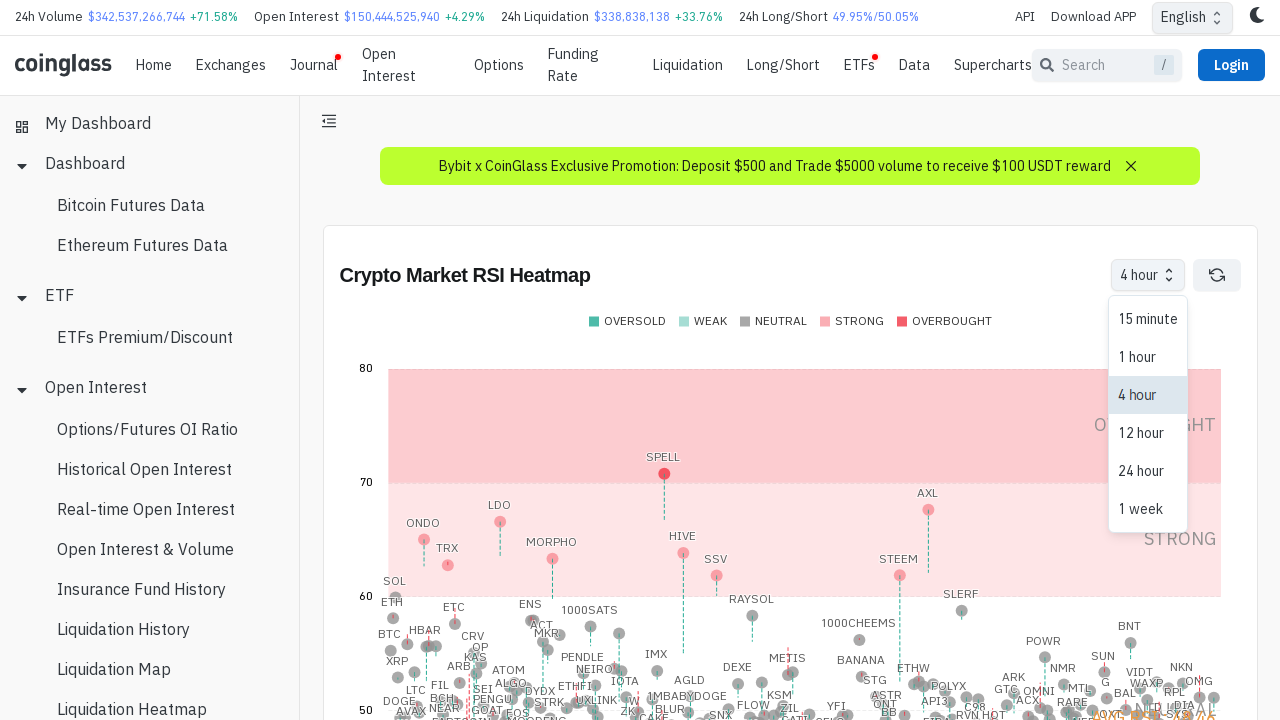 24h Volume $342,537,266,744 +71.58% Open Interest $150,444,525,940 +4.29% 24h Liquidation $338,838,138 +33.76% 24h Long/Short 49.95%/50.05% API Download APP English
coinglass Home Exchanges Journal Open Interest Options Funding Rate Liquidation Long/Short ETFs Data Supercharts Search / Login
My Dashboard
Dashboard
Bitcoin Futures Data
Ethereum Futures Data
ETF
ETFs Premium/Discount
Open Interest
Options/Futures OI Ratio
Historical Open Interest
Real-time Open Interest
Open Interest & Volume
Insurance Fund History
Liquidation History
Liquidation Map
Liquidation Heatmap
Bybit x CoinGlass Exclusive Promotion: Deposit $500 and Trade $5000 volume to receive $100 USDT reward
Crypto Market RSI Heatmap
4 hour
15 minute
1 hour
4 hour
12 hour
24 hour
1 week
OVERSOLD WEAK NEUTRAL STRONG OVERBOUGHT
80
70
60
50
STRONG
SPELL
AXL
LDO
ONDO
HIVE
TRX
MORPHO
SSV
STEEM
SOL
ETH
ETC
ENS
1000SATS
RAYSOL
SLERF
BTC
HBAR
CRV
ACT
MKR
1000CHEEMS
BNT
XRP
OP
KAS
ARB
ATOM
PENDLE
NEIRO
IMX
DEXE
METIS
BANANA
ETHW
POWR
SUN
NMR
NKN
LTC
FIL
SEI
ALGO
DYDX
IOTA
AGLD
1MBABYDOGE
KSM
STG
ASTR
POLYX
ARK
GTC
OMNI
MTL
G
VIDT
WAXP
OMG
DOGE
BCH
NEAR
PENGU
STRK
FLOW
API3
ACX
RARE
BAL
RPL
AVAX
EOS
BLUR
SNX
ZIL
YFI
ONT
BB
C98
DIA